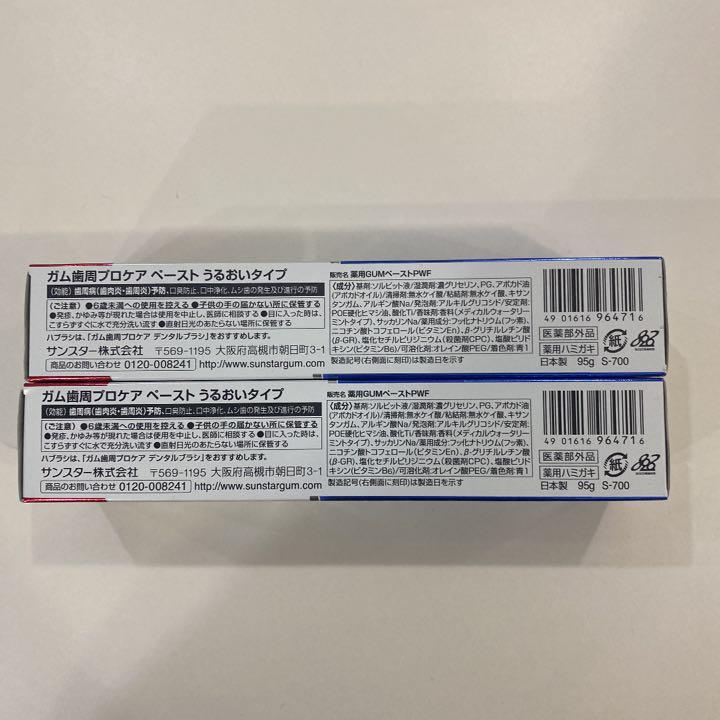 ガム歯周プロケア ペースト うるおいタイプ
〈効能〉歯周病(歯肉炎・歯周炎)予防、口臭防止、口中浄化、ムシ歯の発生及び進行の予防
〈ご注意〉●6歳未満への使用を控える ●子供の手の届かない所に保管する
●発疹、かゆみ等が現れた場合は使用を中止し、医師に相談する ●目に入った時は、
こすらずすぐに水で充分洗い流す ●直射日光のあたらない場所に保管する
ハブラシは、「ガム歯周プロケア デンタルブラシ」をおすすめします。
サンスター株式会社 〒569-1195 大阪府高槻市朝日町3-1
商品のお問い合わせ 0120-008241 http://www.sunstargum.com/
販売名 薬用GUMペーストPWF
〈成分〉基剤:ソルビット液/湿潤剤:濃グリセリン、PG、アボカド油
(アボカドオイル)/清掃剤:無水ケイ酸/粘結剤:無水ケイ酸、キサン
タンガム、アルギン酸Na/発泡剤:アルキルグリコシド/安定剤:
POE硬化ヒマシ油、酸化Ti/香味剤:香料(メディカルウォータリー
ミントタイプ)、サッカリンNa/薬用成分:フッ化ナトリウム(フッ素)、
ニコチン酸トコフェロール(ビタミンE)、β-グリチルレチン酸
(β-GR)、塩化セチルピリジニウム(殺菌剤CPC)、塩酸ピリド
キシン(ビタミンB6)/可溶化剤:オレイン酸PEG/着色剤:青1
製造記号(右側面に刻印)は製造日を示す
4 901616 964716
医薬部外品
薬用ハミガキ
紙
日本製 95g S-700
ガム歯周プロケア ペースト うるおいタイプ
〈効能〉歯周病(歯肉炎・歯周炎)予防、口臭防止、口中浄化、ムシ歯の発生及び進行の予防
〈ご注意〉●6歳未満への使用を控える ●子供の手の届かない所に保管する
●発疹、かゆみ等が現れた場合は使用を中止し、医師に相談する ●目に入った時は、
こすらずすぐに水で充分洗い流す ●直射日光のあたらない場所に保管する
ハブラシは、「ガム歯周プロケア デンタルブラシ」をおすすめします。
サンスター株式会社 〒569-1195 大阪府高槻市朝日町3-1
商品のお問い合わせ 0120-008241 http://www.sunstargum.com/
販売名 薬用GUMペーストPWF
〈成分〉基剤:ソルビット液/湿潤剤:濃グリセリン、PG、アボカド油
(アボカドオイル)/清掃剤:無水ケイ酸/粘結剤:無水ケイ酸、キサン
タンガム、アルギン酸Na/発泡剤:アルキルグリコシド/安定剤:
POE硬化ヒマシ油、酸化Ti/香味剤:香料(メディカルウォータリー
ミントタイプ)、サッカリンNa/薬用成分:フッ化ナトリウム(フッ素)、
ニコチン酸トコフェロール(ビタミンE)、β-グリチルレチン酸
(β-GR)、塩化セチルピリジニウム(殺菌剤CPC)、塩酸ピリド
キシン(ビタミンB6)/可溶化剤:オレイン酸PEG/着色剤:青1
製造記号(右側面に刻印)は製造日を示す
4 901616 964716
医薬部外品
薬用ハミガキ
紙
日本製 95g S-700